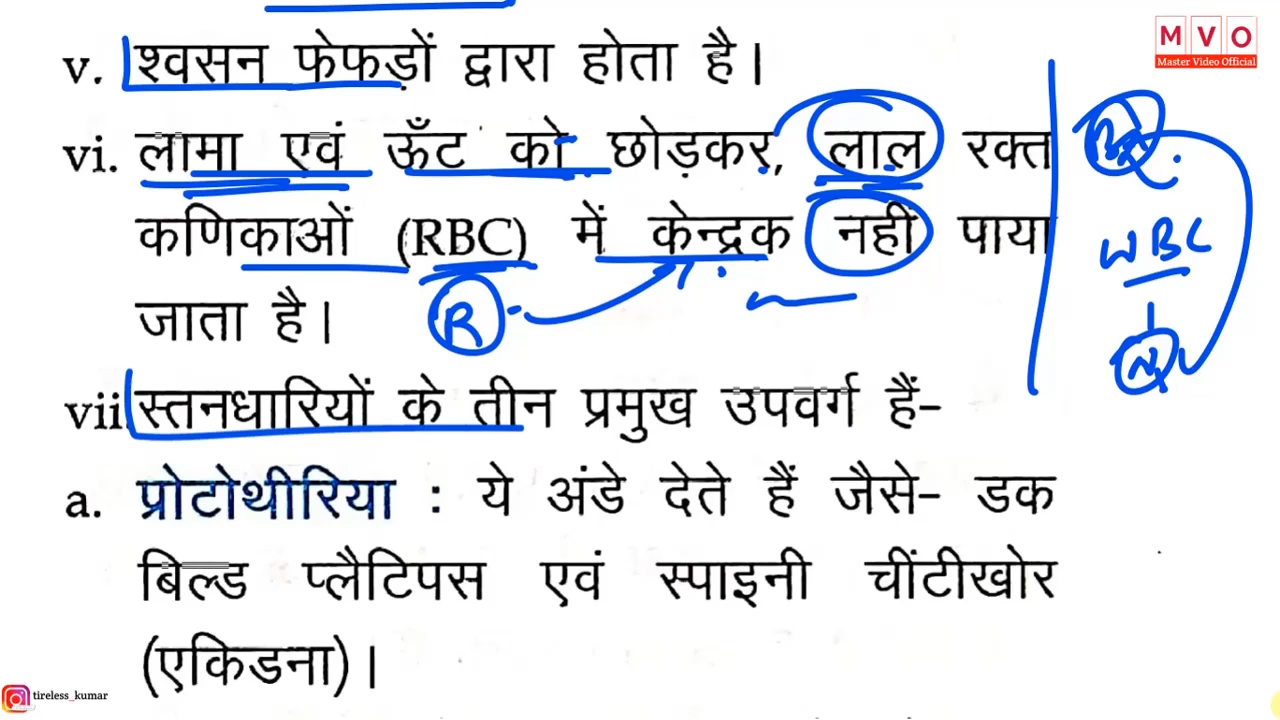 M V O
Master Video Official
v. श्वसन फेफड़ों द्वारा होता है।
vi. लामा एवं ऊँट को छोड़कर, लाल रक्त
कणिकाओं (RBC) में केन्द्रक नहीं पाया
WBC
R
जाता है।
vii. स्तनधारियों के तीन प्रमुख उपवर्ग हैं-
a. प्रोटोथीरिया : ये अंडे देते हैं जैसे- डक
बिल्ड प्लैटिपस एवं स्पाइनी चींटीखोर
(एकिडना)।
tireless_kumar